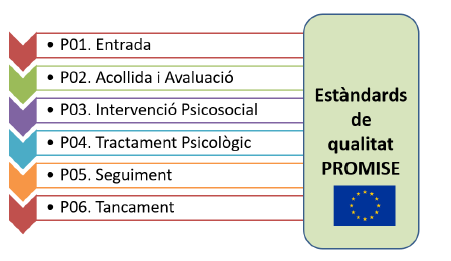 • P01. Entrada
• P02. Acollida i Avaluació
• P03. Intervenció Psicosocial
• P04. Tractament Psicològic
• P05. Seguiment
• P06. Tancament
Estàndards
de
qualitat
PROMISE